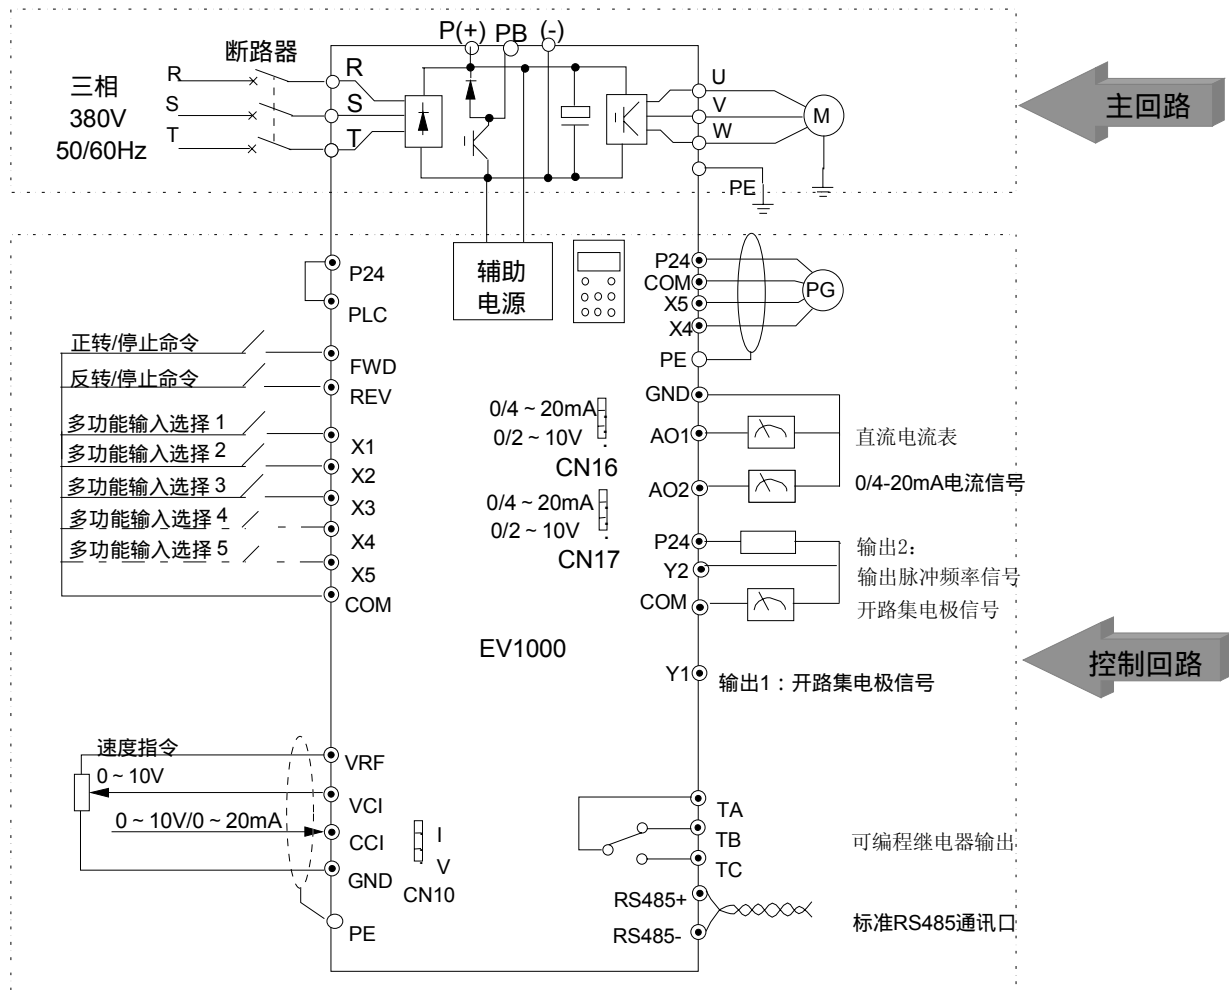 P(+) PB (-)
断路器
三相
380V
50/60Hz
R
S
T
R
S
T
U
V
W
M
PE
主回路
辅助
电源
P24
PLC
正转/停止命令
FWD
反转/停止命令
REV
多功能输入选择 1
X1
多功能输入选择 2
X2
多功能输入选择 3
X3
多功能输入选择 4
X4
多功能输入选择 5
X5
COM
P24
COM
X5
X4
PE
PG
GND
AO1
AO2
直流电流表
0/4-20mA电流信号
0/4 ~ 20mA
0/2 ~ 10V
CN16
0/4 ~ 20mA
0/2 ~ 10V
CN17
P24
Y2
COM
输出2:
输出脉冲频率信号
开路集电极信号
EV1000
Y1
输出1：开路集电极信号
控制回路
速度指令
0 ~ 10V
0 ~ 10V/0 ~ 20mA
VRF
VCI
CCI
GND
PE
I
V
CN10
TA
TB
TC
可编程继电器输出
RS485+
RS485-
标准RS485通讯口